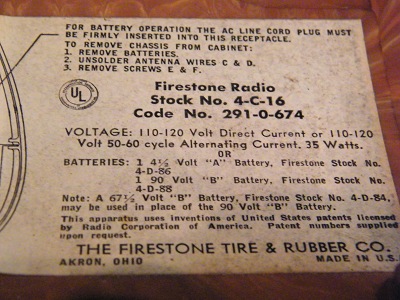 FOR BATTERY OPERATION THE AC LINE CORD PLUG MUST
BE FIRMLY INSERTED INTO THIS RECEPTACLE.
TO REMOVE CHASSIS FROM CABINET:
1. REMOVE BATTERIES.
2. UNSOLDER ANTENNA WIRES C & D.
3. REMOVE SCREWS E & F.
UL
Firestone Radio
Stock No. 4-C-16
Code No. 291-0-674
VOLTAGE: 110-120 Volt Direct Current or 110-120
Volt 50-60 cycle Alternating Current. 35 Watts.
OR
BATTERIES: 1 4½ Volt "A" Battery, Firestone Stock No.
4-D-86
1 90 Volt "B" Battery, Firestone Stock No.
4-D-88
Note: A 67½ Volt "B" Battery, Firestone Stock No. 4-D-84,
may be used in place of the 90 Volt "B" Battery.
This apparatus uses inventions of United States patents licensed
by Radio Corporation of America. Patent numbers supplied
upon request.
THE FIRESTONE TIRE & RUBBER CO.
AKRON, OHIO MADE IN U.S.